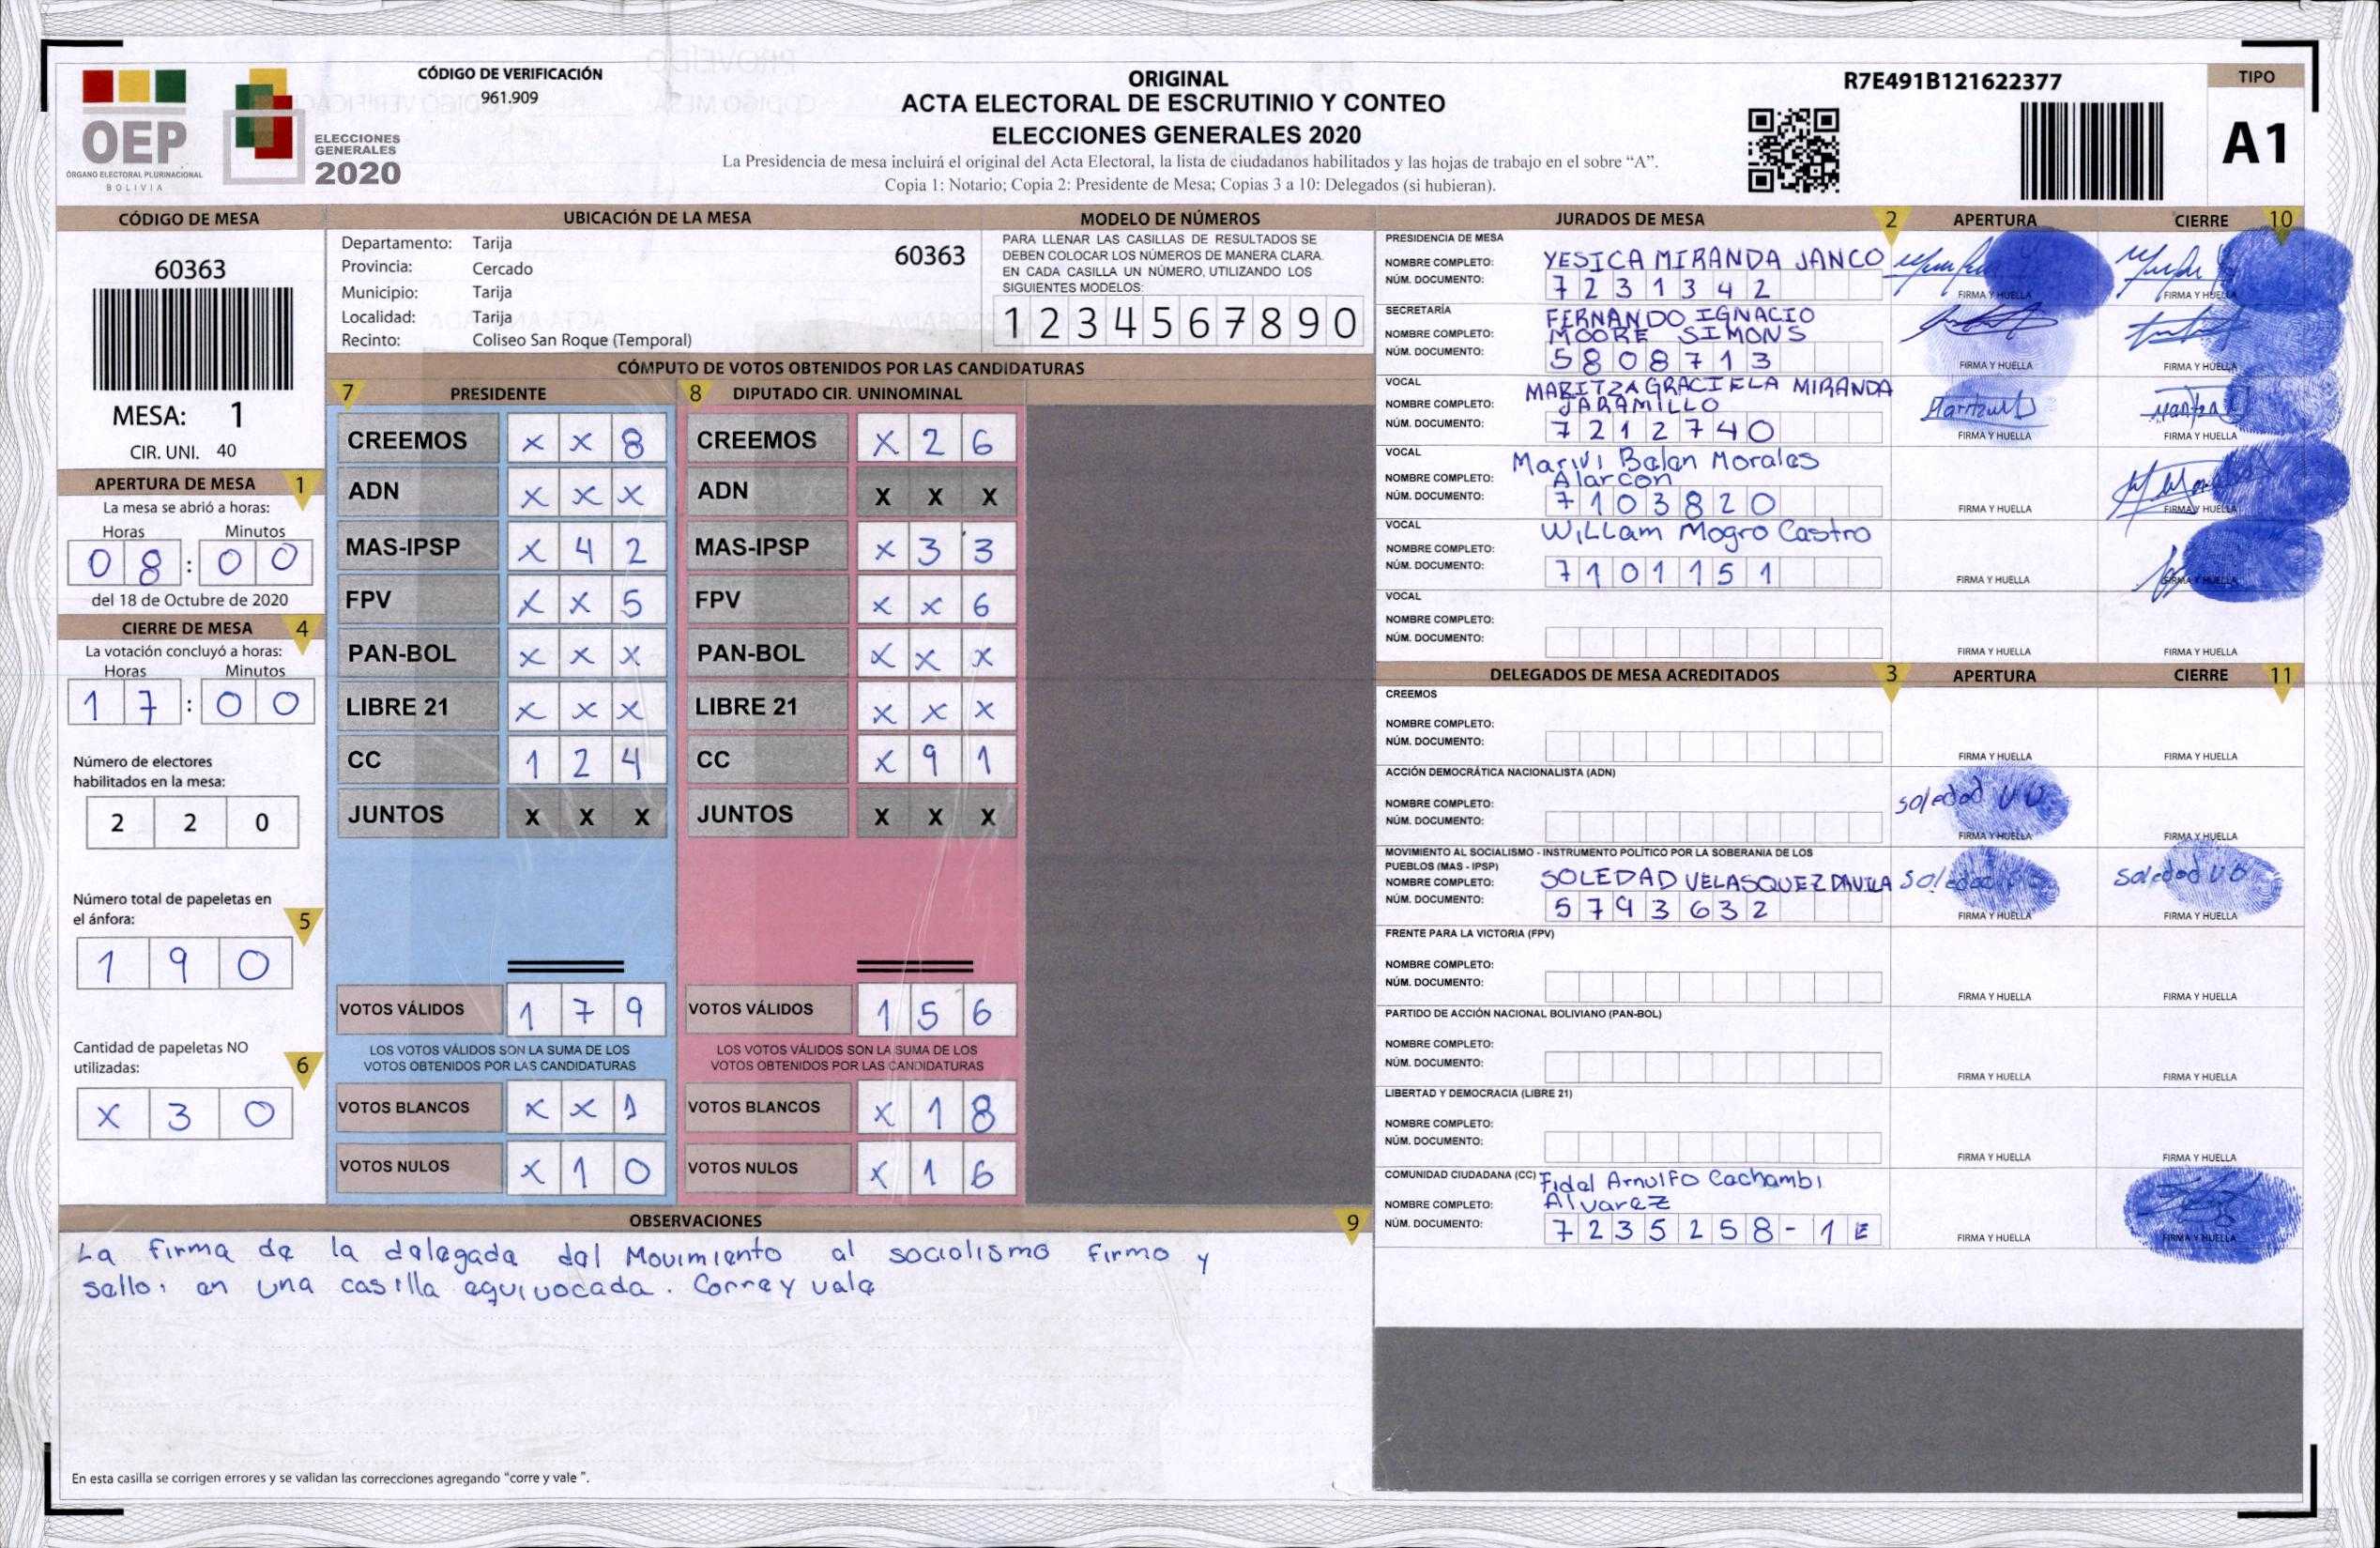 OEP
ÓRGANO ELECTORAL PLURINACIONAL
BOLIVIA
ELECCIONES
GENERALES
2020
CÓDIGO DE VERIFICACIÓN
961.909
ORIGINAL
ACTA ELECTORAL DE ESCRUTINIO Y CONTEO
ELECCIONES GENERALES 2020
La Presidencia de mesa incluirá el original del Acta Electoral, la lista de ciudadanos habilitados y las hojas de trabajo en el sobre “A”.
Copia 1: Notario; Copia 2: Presidente de Mesa; Copias 3 a 10: Delegados (si hubieran).
R7E491B121622377
TIPO
A1
CÓDIGO DE MESA
60363
MESA: 1
CIR. UNI. 40
APERTURA DE MESA 1
La mesa se abrió a horas:
Horas Minutos
08:00
del 18 de Octubre de 2020
CIERRE DE MESA 4
La votación concluyó a horas:
Horas Minutos
17:00
Número de electores
habilitados en la mesa:
2 2 0
Número total de papeletas en
el ánfora: 5
1 9 0
Cantidad de papeletas NO
utilizadas: 6
X 3 0
UBICACIÓN DE LA MESA
Departamento: Tarija 60363
Provincia: Cercado
Municipio: Tarija
Localidad: Tarija
Recinto: Coliseo San Roque (Temporal)
MODELO DE NÚMEROS
PARA LLENAR LAS CASILLAS DE RESULTADOS SE
DEBEN COLOCAR LOS NÚMEROS DE MANERA CLARA.
EN CADA CASILLA UN NÚMERO, UTILIZANDO LOS
SIGUIENTES MODELOS:
1 2 3 4 5 6 7 8 9 0
CÓMPUTO DE VOTOS OBTENIDOS POR LAS CANDIDATURAS
7 PRESIDENTE
CREEMOS X X 8
ADN X X X
MAS-IPSP X 4 2
FPV X X 5
PAN-BOL X X X
LIBRE 21 X X X
CC 1 2 4
JUNTOS X X X
VOTOS VÁLIDOS 1 7 9
LOS VOTOS VÁLIDOS SON LA SUMA DE LOS
VOTOS OBTENIDOS POR LAS CANDIDATURAS
VOTOS BLANCOS X X 1
VOTOS NULOS X 1 0
8 DIPUTADO CIR. UNINOMINAL
CREEMOS X 2 6
ADN X X X
MAS-IPSP X 3 3
FPV X X 6
PAN-BOL X X X
LIBRE 21 X X X
CC X 9 1
JUNTOS X X X
VOTOS VÁLIDOS 1 5 6
LOS VOTOS VÁLIDOS SON LA SUMA DE LOS
VOTOS OBTENIDOS POR LAS CANDIDATURAS
VOTOS BLANCOS X 1 8
VOTOS NULOS X 1 6
OBSERVACIONES 9
La firma de la delegada del Movimiento al socialismo firmo y
sello. en una casilla equivocada. Corre y vale
En esta casilla se corrigen errores y se validan las correcciones agregando “corre y vale ”.
JURADOS DE MESA 2 APERTURA CIERRE 10
PRESIDENCIA DE MESA
NOMBRE COMPLETO: YESICA MIRANDA JANCO
NÚM. DOCUMENTO: 7231342
FIRMA Y HUELLA FIRMA Y HUELLA
SECRETARÍA
NOMBRE COMPLETO: FERNANDO IGNACIO
MOORE SIMONS
NÚM. DOCUMENTO: 5808713
FIRMA Y HUELLA FIRMA Y HUELLA
VOCAL
NOMBRE COMPLETO: MARITZA GRACIELA MIRANDA
JARAMILLO
NÚM. DOCUMENTO: 7212740
FIRMA Y HUELLA FIRMA Y HUELLA
VOCAL
NOMBRE COMPLETO: Marivi Belen Morales
Alarcon
NÚM. DOCUMENTO: 7103820
FIRMA Y HUELLA FIRMA Y HUELLA
VOCAL
NOMBRE COMPLETO: Willam Mogro Castro
NÚM. DOCUMENTO: 7101151
FIRMA Y HUELLA FIRMA Y HUELLA
VOCAL
NOMBRE COMPLETO:
NÚM. DOCUMENTO:
FIRMA Y HUELLA FIRMA Y HUELLA
DELEGADOS DE MESA ACREDITADOS 3 APERTURA CIERRE 11
CREEMOS
NOMBRE COMPLETO:
NÚM. DOCUMENTO:
FIRMA Y HUELLA FIRMA Y HUELLA
ACCIÓN DEMOCRÁTICA NACIONALISTA (ADN)
NOMBRE COMPLETO: Soledad V D
NÚM. DOCUMENTO:
FIRMA Y HUELLA FIRMA Y HUELLA
MOVIMIENTO AL SOCIALISMO - INSTRUMENTO POLÍTICO POR LA SOBERANIA DE LOS
PUEBLOS (MAS - IPSP)
NOMBRE COMPLETO: SOLEDAD VELASQUEZ DAVILA Soledad Soledad V D
NÚM. DOCUMENTO: 5793632
FIRMA Y HUELLA FIRMA Y HUELLA
FRENTE PARA LA VICTORIA (FPV)
NOMBRE COMPLETO:
NÚM. DOCUMENTO:
FIRMA Y HUELLA FIRMA Y HUELLA
PARTIDO DE ACCIÓN NACIONAL BOLIVIANO (PAN-BOL)
NOMBRE COMPLETO:
NÚM. DOCUMENTO:
FIRMA Y HUELLA FIRMA Y HUELLA
LIBERTAD Y DEMOCRACIA (LIBRE 21)
NOMBRE COMPLETO:
NÚM. DOCUMENTO:
FIRMA Y HUELLA FIRMA Y HUELLA
COMUNIDAD CIUDADANA (CC)
NOMBRE COMPLETO: Fidel Arnulfo Cachambi
Alvarez
NÚM. DOCUMENTO: 7235258-1E
FIRMA Y HUELLA FIRMA Y HUELLA